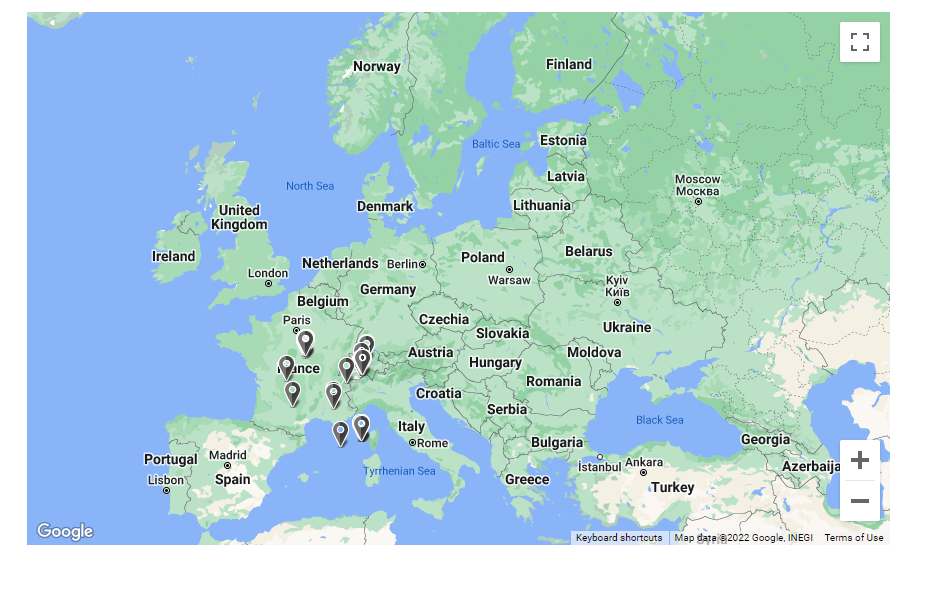 Norway
Finland
Baltic Sea
Estonia
Latvia
Moscow
Москва
North Sea
Denmark
Lithuania
United
Kingdom
Ireland
Belarus
Netherlands
Berlin
Poland
London
Warsaw
Kyiv
Київ
Germany
Belgium
Paris
Czechia
Ukraine
Slovakia
Austria
Moldova
Hungary
France
Romania
Croatia
Serbia
Black Sea
Italy
Rome
Bulgaria
Georgia
Portugal
Madrid
İstanbul
Ankara
Azerbaija
Tyrrhenian Sea
Lisbon
Spain
Greece
Turkey
Google
Syria
Keyboard shortcuts
Map data ©2022 Google, INEGI
Terms of Use